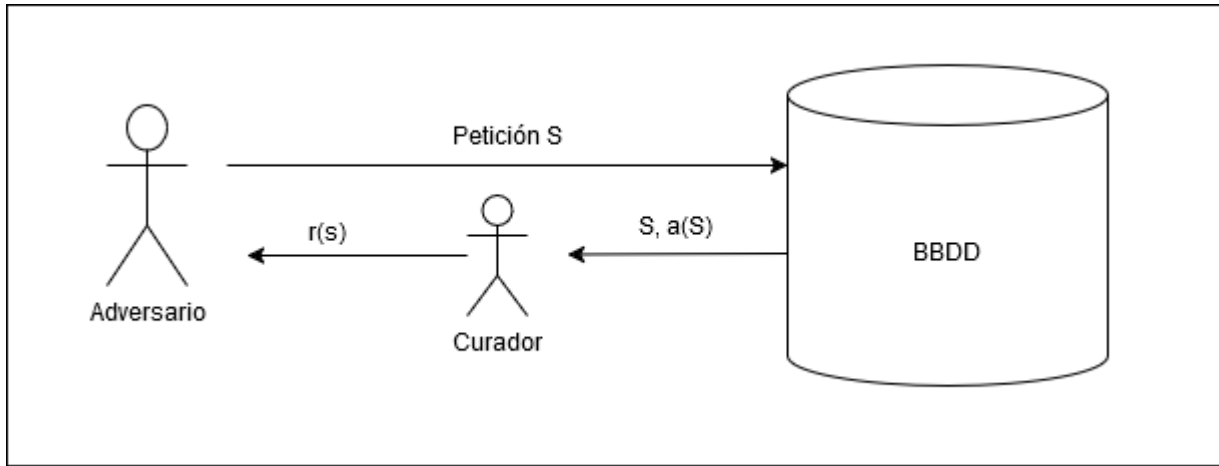 Petición S
r(s)
S, a(S)
BBDD
Adversario
Curador